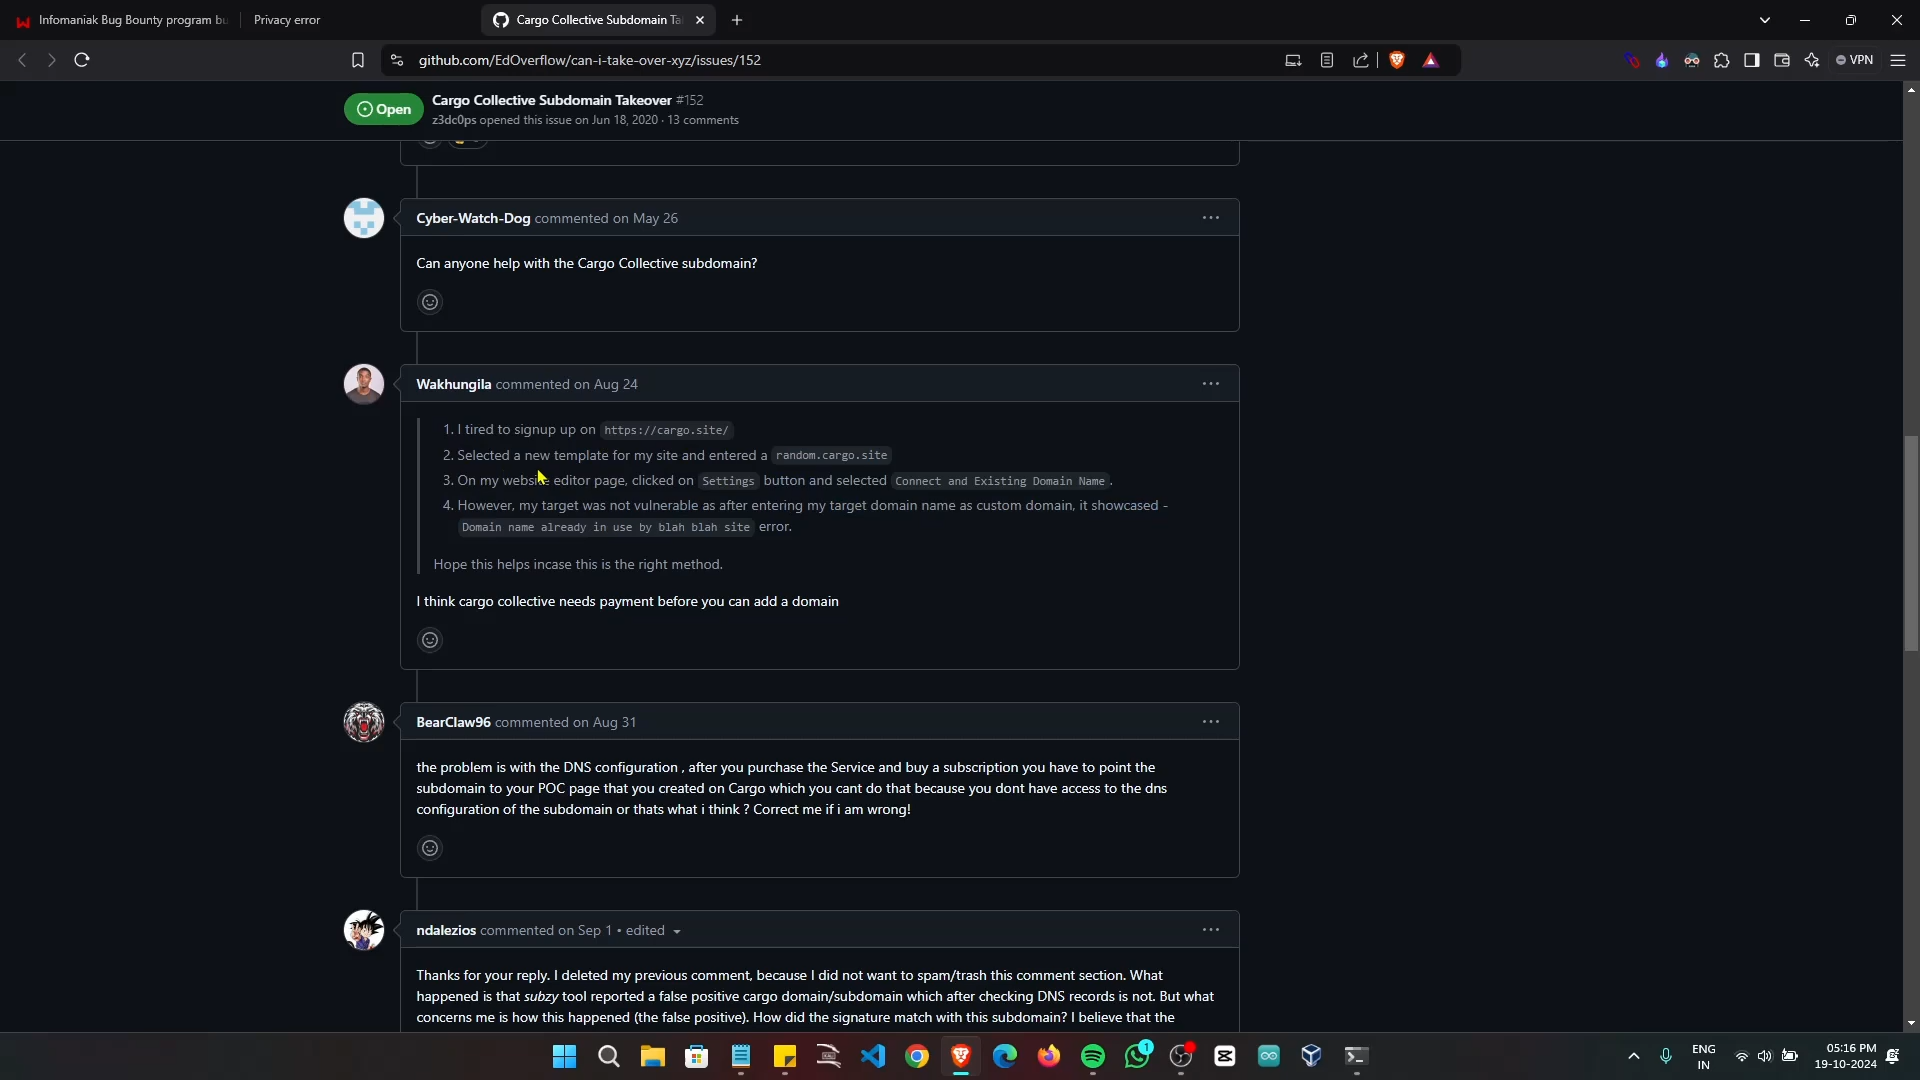 Infomaniak Bug Bounty program bu
Privacy error
Cargo Collective Subdomain Ta
github.com/EdOverflow/can-i-take-over-xyz/issues/152
VPN
Open
Cargo Collective Subdomain Takeover #152
z3dc0ps opened this issue on Jun 18, 2020 · 13 comments
Cyber-Watch-Dog commented on May 26
Can anyone help with the Cargo Collective subdomain?
Wakhungila commented on Aug 24
1. I tired to signup up on https://cargo.site/
2. Selected a new template for my site and entered a random.cargo.site
3. On my website editor page, clicked on Settings button and selected Connect and Existing Domain Name.
4. However, my target was not vulnerable as after entering my target domain name as custom domain, it showcased -
Domain name already in use by blah blah site error.
Hope this helps incase this is the right method.
I think cargo collective needs payment before you can add a domain
BearClaw96 commented on Aug 31
the problem is with the DNS configuration , after you purchase the Service and buy a subscription you have to point the
subdomain to your POC page that you created on Cargo which you cant do that because you dont have access to the dns
configuration of the subdomain or thats what i think ? Correct me if i am wrong!
ndalezios commented on Sep 1 • edited
Thanks for your reply. I deleted my previous comment, because I did not want to spam/trash this comment section. What
happened is that subzy tool reported a false positive cargo domain/subdomain which after checking DNS records is not. But what
concerns me is how this happened (the false positive). How did the signature match with this subdomain? I believe that the
1
ENG
IN
05:16 PM
19-10-2024